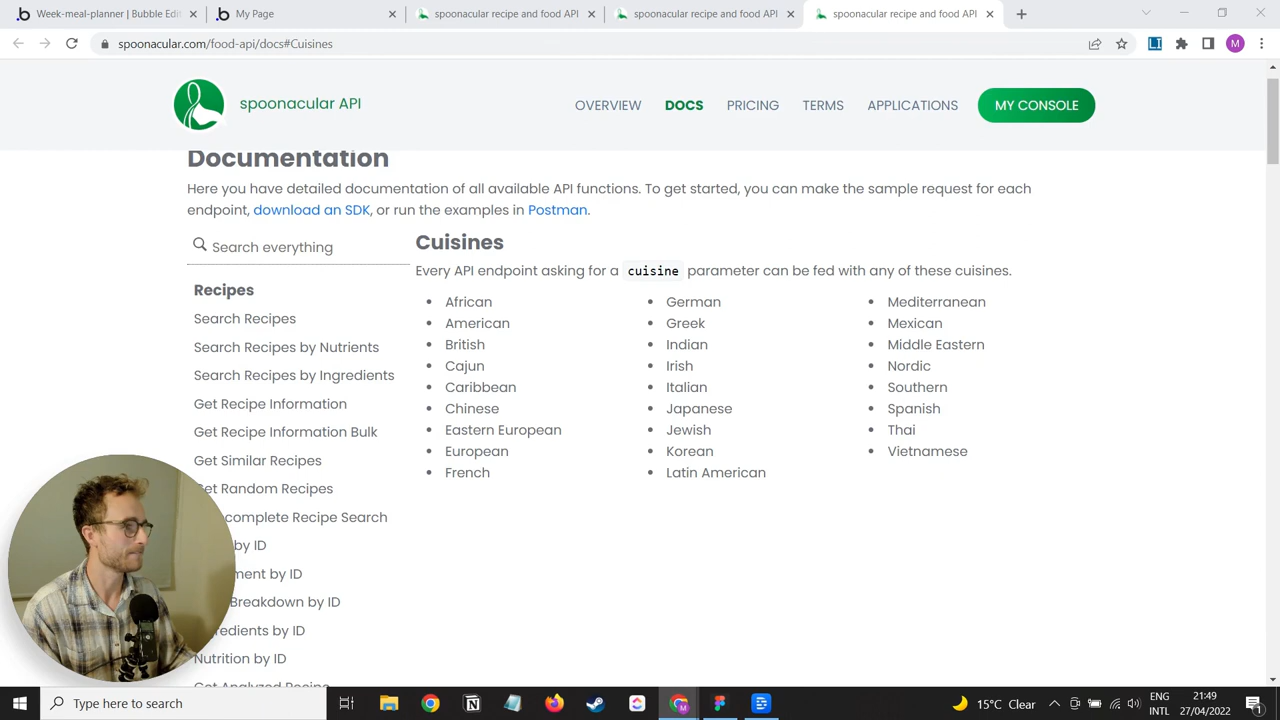 Week-meal-planner | Bubble Edit
My Page
spoonacular recipe and food API
spoonacular recipe and food API
spoonacular recipe and food API
spoonacular.com/food-api/docs#Cuisines
LI
M
spoonacular API
OVERVIEW
DOCS
PRICING
TERMS
APPLICATIONS
MY CONSOLE
Documentation
Here you have detailed documentation of all available API functions. To get started, you can make the sample request for each
endpoint, download an SDK, or run the examples in Postman.
Search everything
Cuisines
Every API endpoint asking for a cuisine parameter can be fed with any of these cuisines.
Recipes
Search Recipes
Search Recipes by Nutrients
Search Recipes by Ingredients
Get Recipe Information
Get Recipe Information Bulk
Get Similar Recipes
Get Random Recipes
complete Recipe Search
by ID
ment by ID
Breakdown by ID
redients by ID
Nutrition by ID
Get Analyzed Recipe
African
American
British
Cajun
Caribbean
Chinese
Eastern European
European
French
German
Greek
Indian
Irish
Italian
Japanese
Jewish
Korean
Latin American
Mediterranean
Mexican
Middle Eastern
Nordic
Southern
Spanish
Thai
Vietnamese
Type here to search
15°C Clear
ENG
INTL
21:49
27/04/2022
1